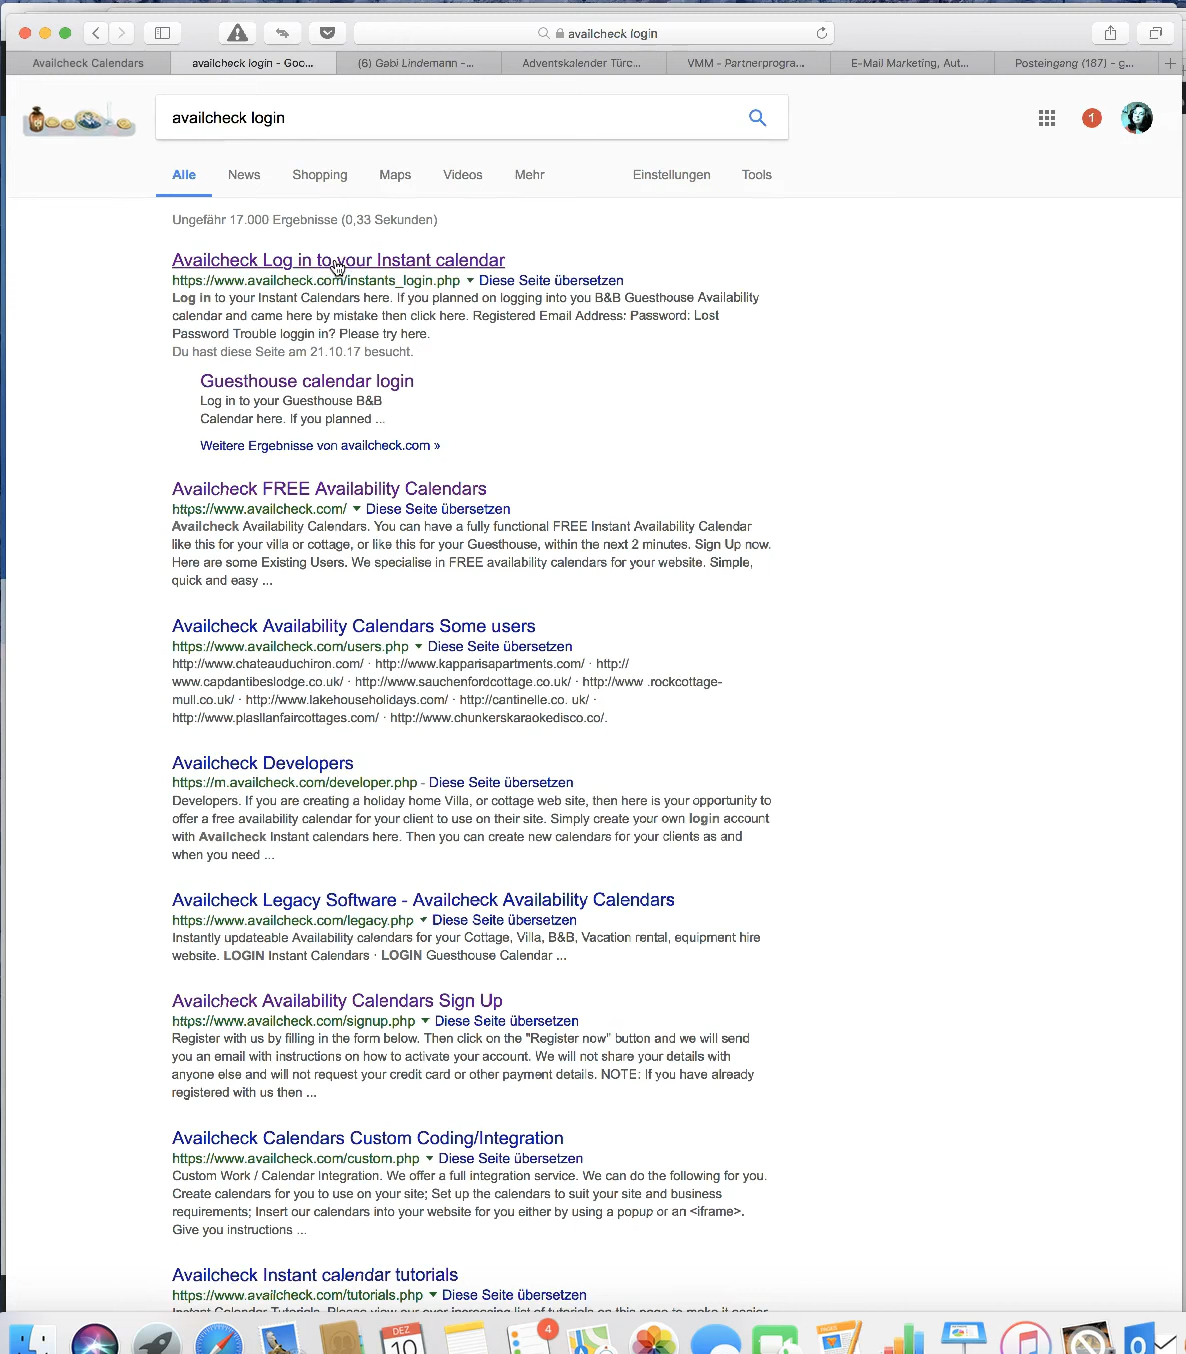 availcheck login
Availcheck Calendars
availcheck login - Goc...
(6) Gabi Lindemann -...
Adventskalender Türc...
VMM - Partnerprogra...
E-Mail Marketing, Aut...
Posteingang (187) - g...
availcheck login
1
Alle
News
Shopping
Maps
Videos
Mehr
Einstellungen
Tools
Ungefähr 17.000 Ergebnisse (0,33 Sekunden)
Availcheck Log in to your Instant calendar
https://www.availcheck.com/instants_login.php ▾ Diese Seite übersetzen
Log in to your Instant Calendars here. If you planned on logging into you B&B Guesthouse Availability
calendar and came here by mistake then click here. Registered Email Address: Password: Lost
Password Trouble loggin in? Please try here.
Du hast diese Seite am 21.10.17 besucht.
Guesthouse calendar login
Log in to your Guesthouse B&B
Calendar here. If you planned ...
Weitere Ergebnisse von availcheck.com »
Availcheck FREE Availability Calendars
https://www.availcheck.com/ ▾ Diese Seite übersetzen
Availcheck Availability Calendars. You can have a fully functional FREE Instant Availability Calendar
like this for your villa or cottage, or like this for your Guesthouse, within the next 2 minutes. Sign Up now.
Here are some Existing Users. We specialise in FREE availability calendars for your website. Simple,
quick and easy ...
Availcheck Availability Calendars Some users
https://www.availcheck.com/users.php ▾ Diese Seite übersetzen
http://www.chateauduchiron.com/ · http://www.kapparisapartments.com/ · http://
www.capdantibeslodge.co.uk/ · http://www.sauchenfordcottage.co.uk/ · http://www .rockcottage-
mull.co.uk/ · http://www.lakehouseholidays.com/ · http://cantinelle.co. uk/ ·
http://www.plasllanfaircottages.com/ · http://www.chunkerskaraokedisco.co/.
Availcheck Developers
https://m.availcheck.com/developer.php - Diese Seite übersetzen
Developers. If you are creating a holiday home Villa, or cottage web site, then here is your opportunity to
offer a free availability calendar for your client to use on their site. Simply create your own login account
with Availcheck Instant calendars here. Then you can create new calendars for your clients as and
when you need ...
Availcheck Legacy Software - Availcheck Availability Calendars
https://www.availcheck.com/legacy.php ▾ Diese Seite übersetzen
Instantly updateable Availability calendars for your Cottage, Villa, B&B, Vacation rental, equipment hire
website. LOGIN Instant Calendars · LOGIN Guesthouse Calendar ...
Availcheck Availability Calendars Sign Up
https://www.availcheck.com/signup.php ▾ Diese Seite übersetzen
Register with us by filling in the form below. Then click on the "Register now" button and we will send
you an email with instructions on how to activate your account. We will not share your details with
anyone else and will not request your credit card or other payment details. NOTE: If you have already
registered with us then ...
Availcheck Calendars Custom Coding/Integration
https://www.availcheck.com/custom.php ▾ Diese Seite übersetzen
Custom Work / Calendar Integration. We offer a full integration service. We can do the following for you.
Create calendars for you to use on your site; Set up the calendars to suit your site and business
requirements; Insert our calendars into your website for you either by using a popup or an <iframe>.
Give you instructions ...
Availcheck Instant calendar tutorials
https://www.availcheck.com/tutorials.php ▾ Diese Seite übersetzen
Instant Calendar Tutorials. Please view our ever increasing list of tutorials on this page to make it easier
DEZ
10
4
PAGES